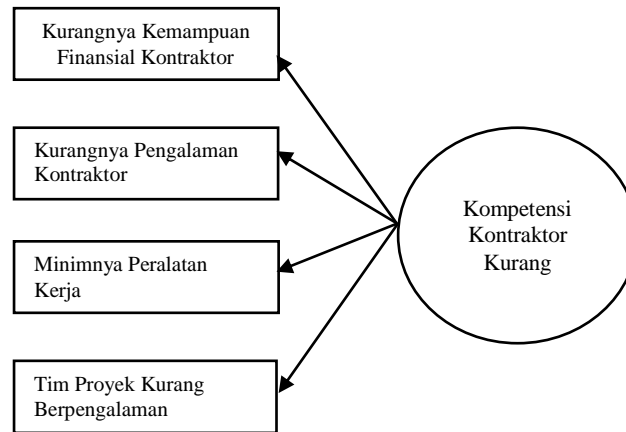 Kurangnya Kemampuan
Finansial Kontraktor
Kurangnya Pengalaman
Kontraktor
Minimnya Peralatan
Kerja
Tim Proyek Kurang
Berpengalaman
Kompetensi
Kontraktor
Kurang